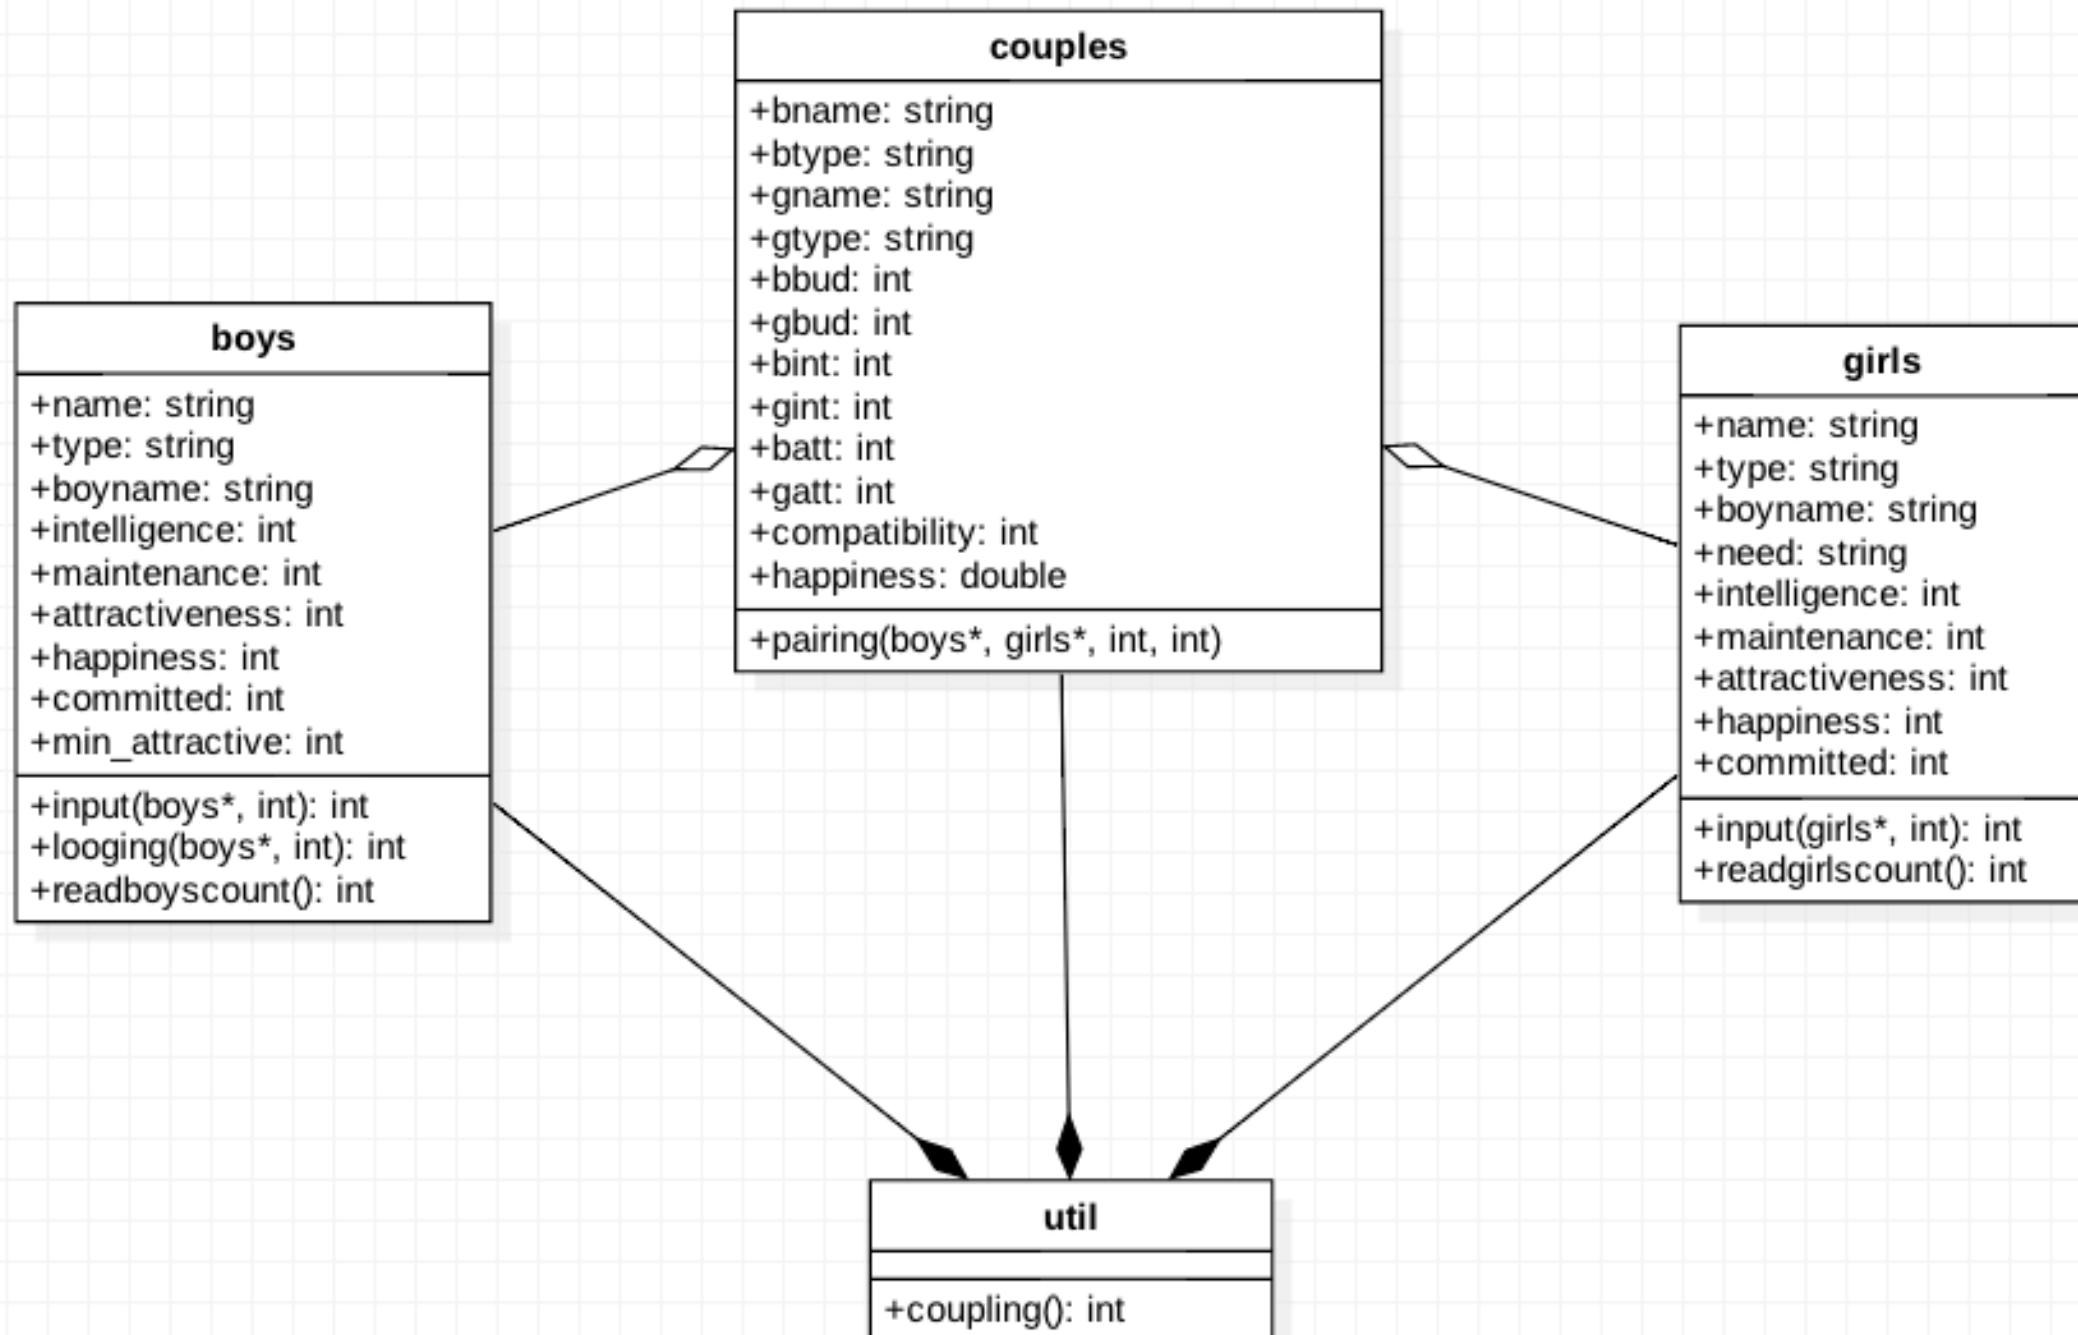 couples
+bname: string
+btype: string
+gname: string
+gtype: string
+bbud: int
+gbud: int
+bint: int
+gint: int
+batt: int
+gatt: int
+compatibility: int
+happiness: double
+pairing(boys*, girls*, int, int)
boys
+name: string
+type: string
+boyname: string
+intelligence: int
+maintenance: int
+attractiveness: int
+happiness: int
+committed: int
+min_attractive: int
+input(boys*, int): int
+looging(boys*, int): int
+readboyscount(): int
girls
+name: string
+type: string
+boyname: string
+need: string
+intelligence: int
+maintenance: int
+attractiveness: int
+happiness: int
+committed: int
+input(girls*, int): int
+readgirlscount(): int
util
+coupling(): int